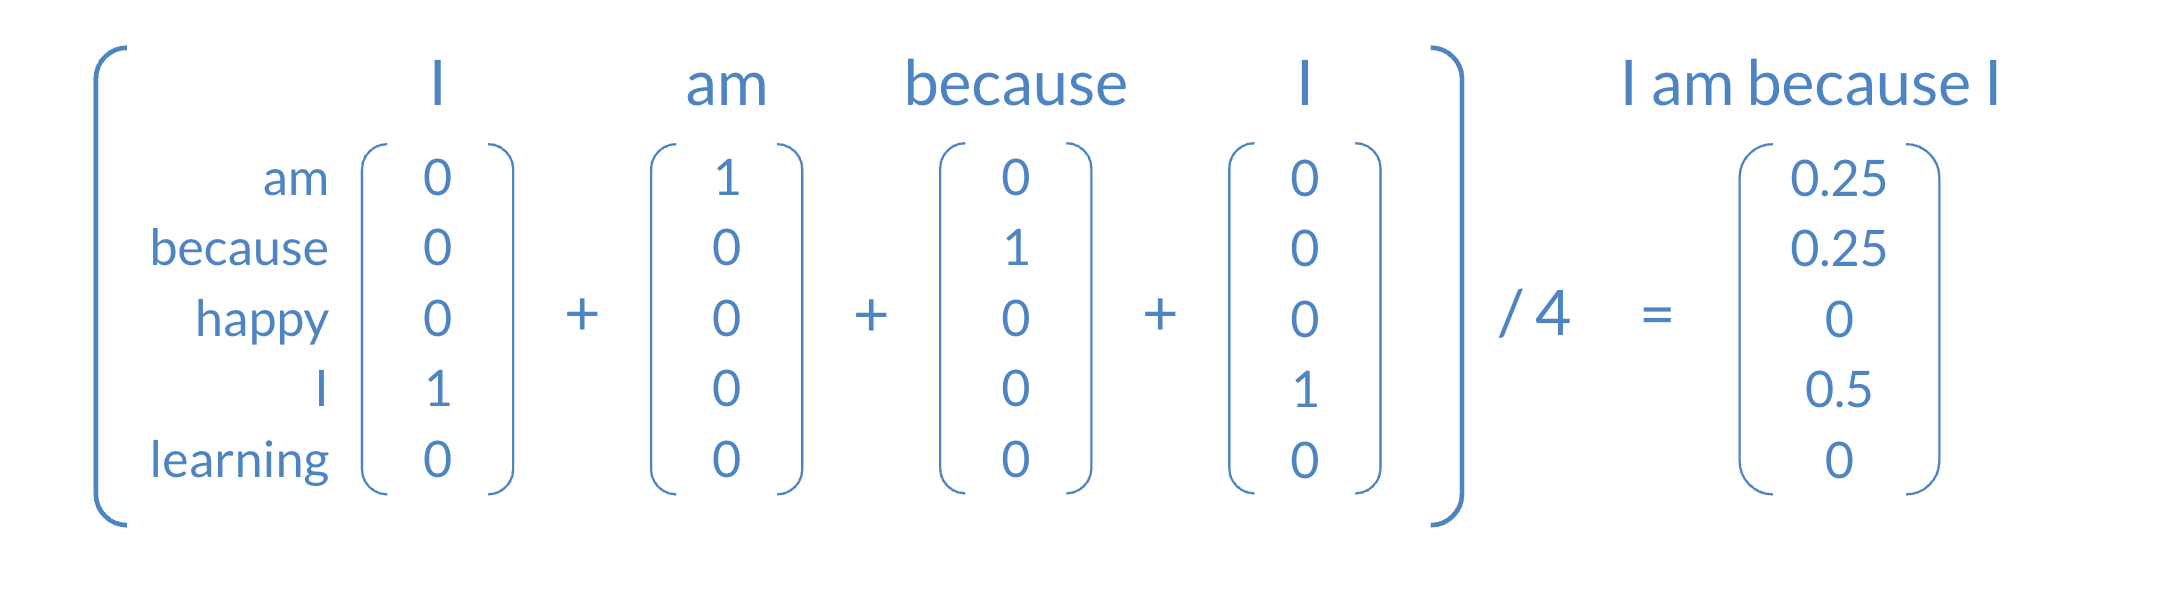 I am because I I am because I
am 0 1 0 0 0.25
because 0 0 1 0 0.25
happy 0 + 0 + 0 + 0 / 4 = 0
I 1 0 0 1 0.5
learning 0 0 0 0 0